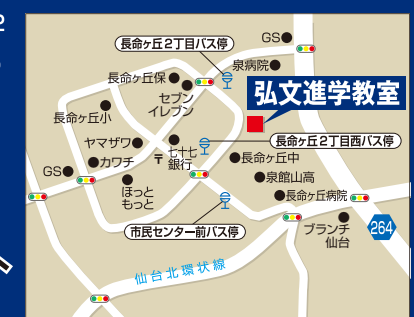 長命ヶ丘2丁目バス停
GS
泉病院
長命ヶ丘保
セブン
イレブン
弘文進学教室
長命ヶ丘小
ヤマザワ
七十七
銀行
長命ヶ丘2丁目西バス停
カワチ
〒
長命ヶ丘中
GS
ほっと
もっと
泉館山高
長命ヶ丘病院
市民センター前バス停
ブランチ
仙台
264
仙台北環状線